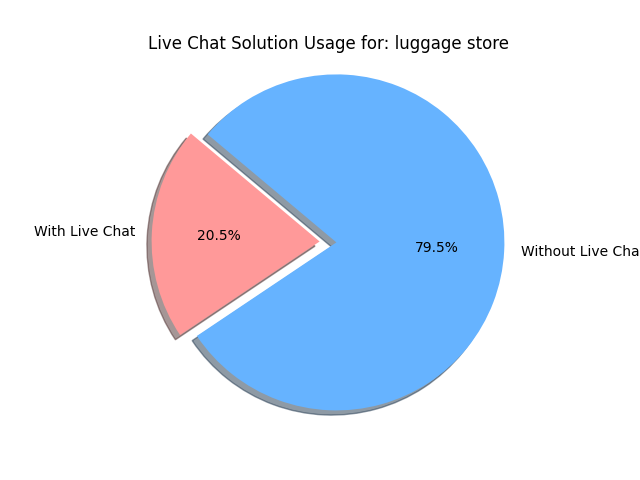 Live Chat Solution Usage for: luggage store
With Live Chat
20.5%
79.5%
Without Live Cha